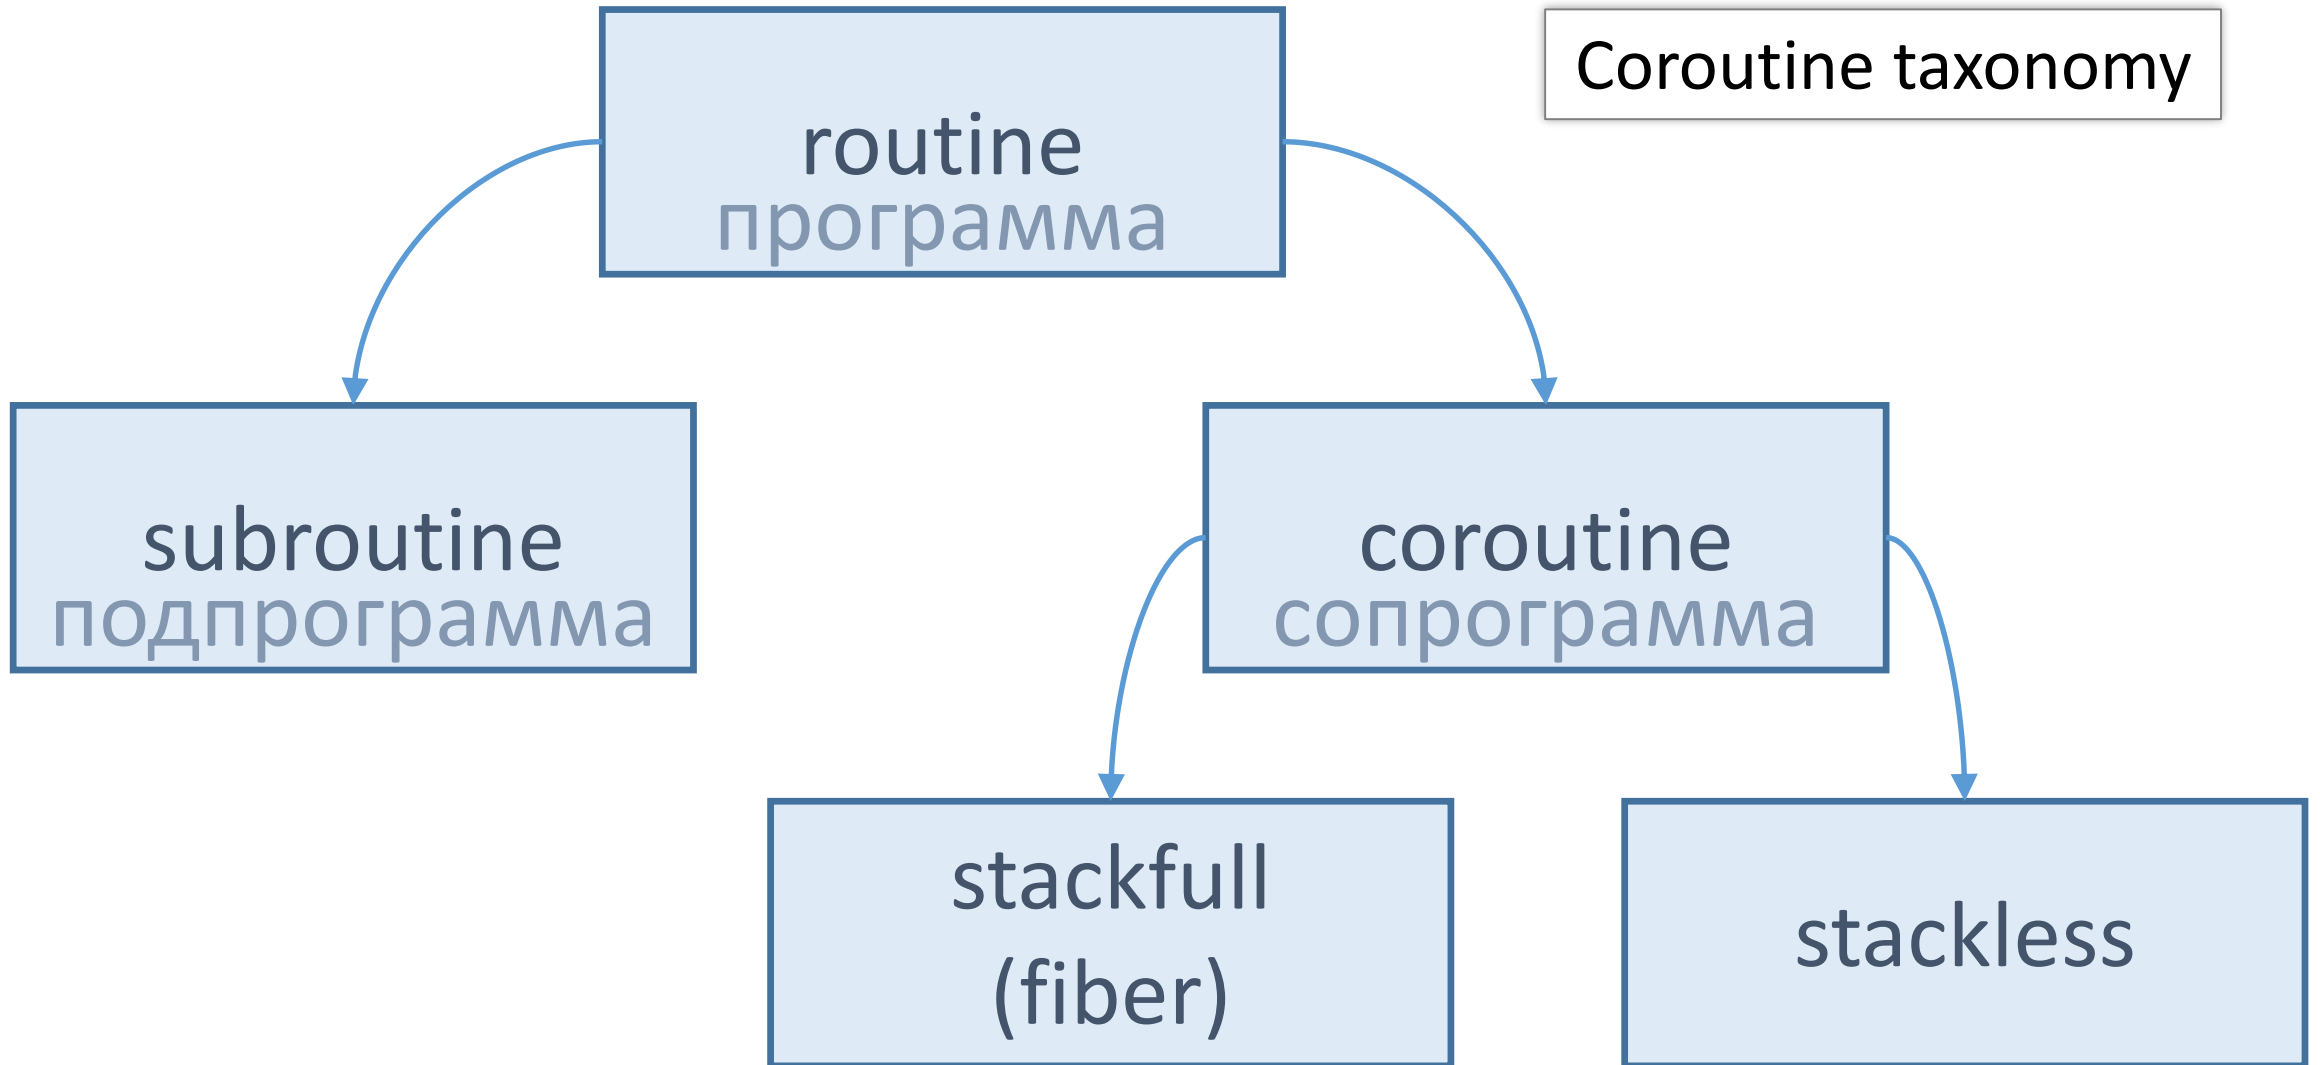 Coroutine taxonomy
routine
программа
subroutine
подпрограмма
coroutine
сопрограмма
stackfull
(fiber)
stackless